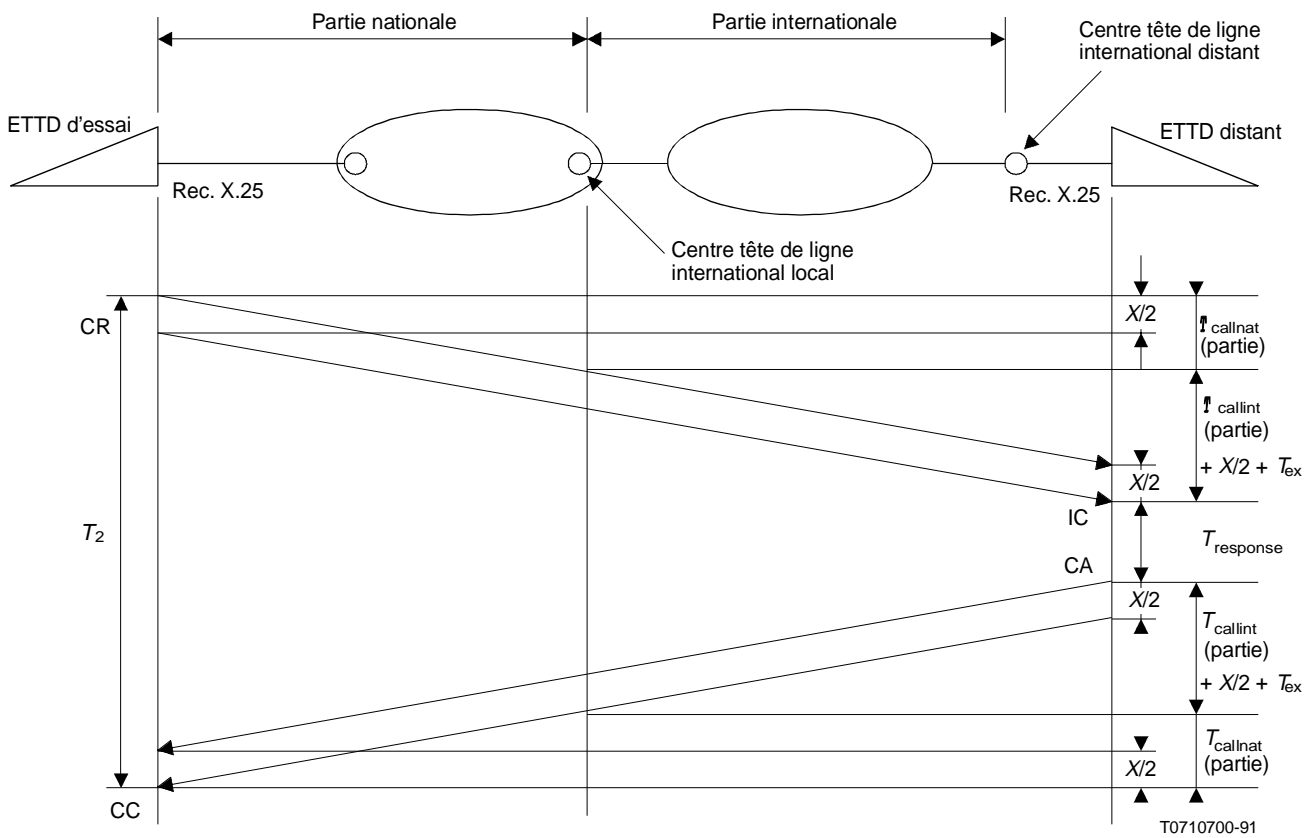 Partie nationale
Partie internationale
Centre tête de ligne
international distant
ETTD d'essai
ETTD distant
Rec. X.25
Rec. X.25
Centre tête de ligne
international local
CR
X/2
callnat
(partie)
callint
(partie)
+ X/2 + Tex
X/2
IC
T2
Tresponse
CA
X/2
Tcallint
(partie)
+ X/2 + Tex
Tcallnat
(partie)
X/2
CC
T0710700-91